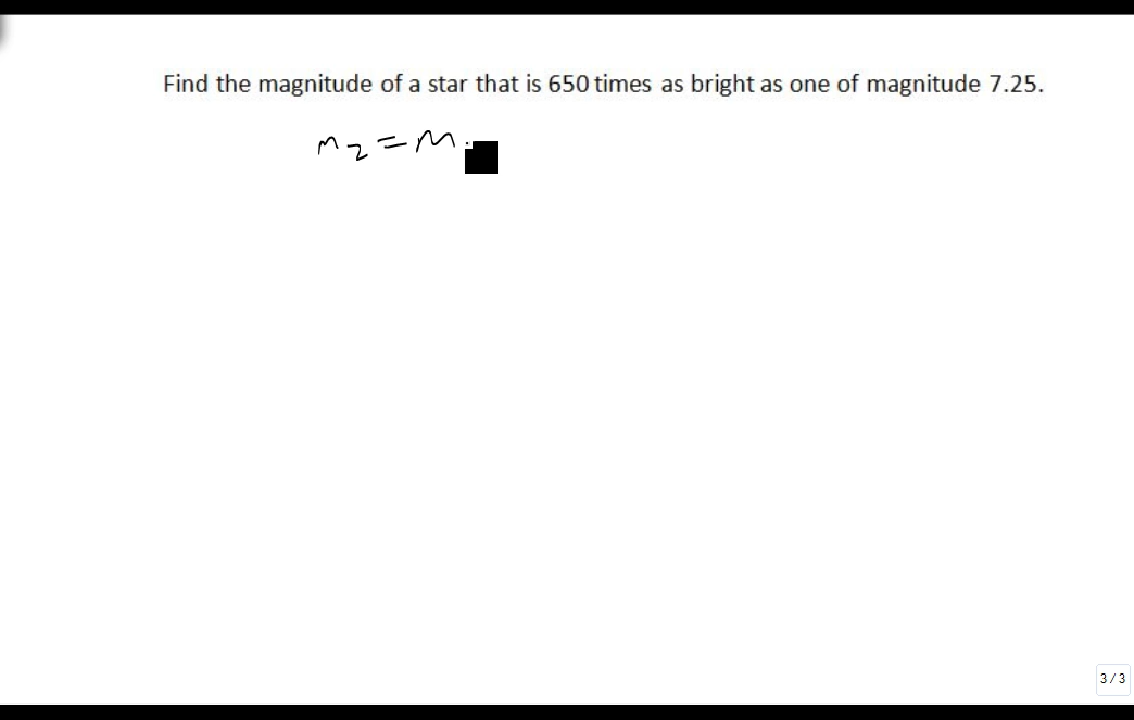 Find the magnitude of a star that is 650 times as bright as one of magnitude 7.25.
m2 = m
3/3